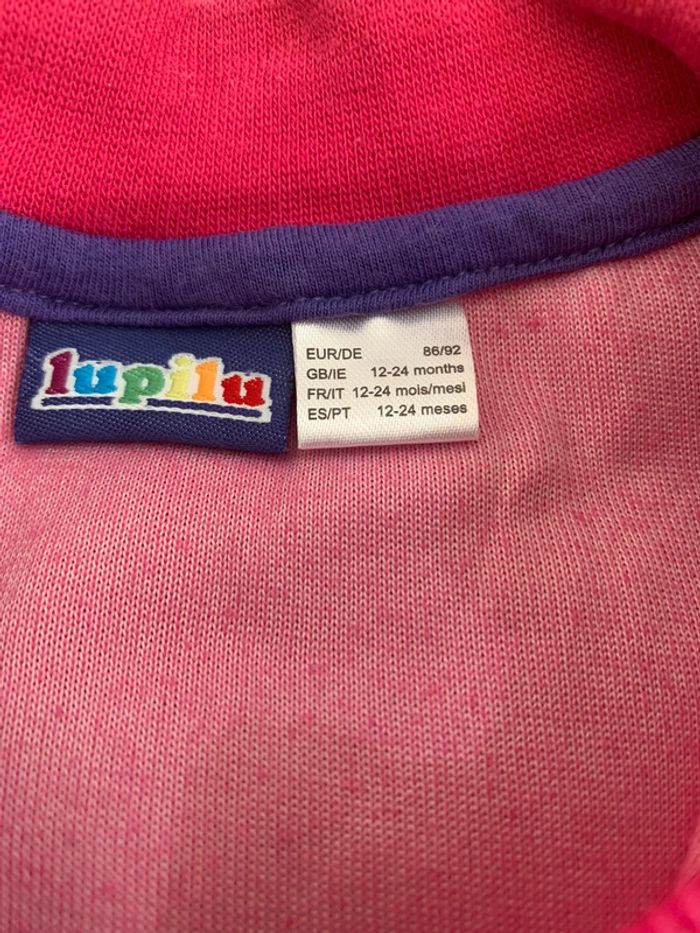 lupilu
EUR/DE 86/92
GB/IE 12-24 months
FR/IT 12-24 mois/mesi
ES/PT 12-24 meses